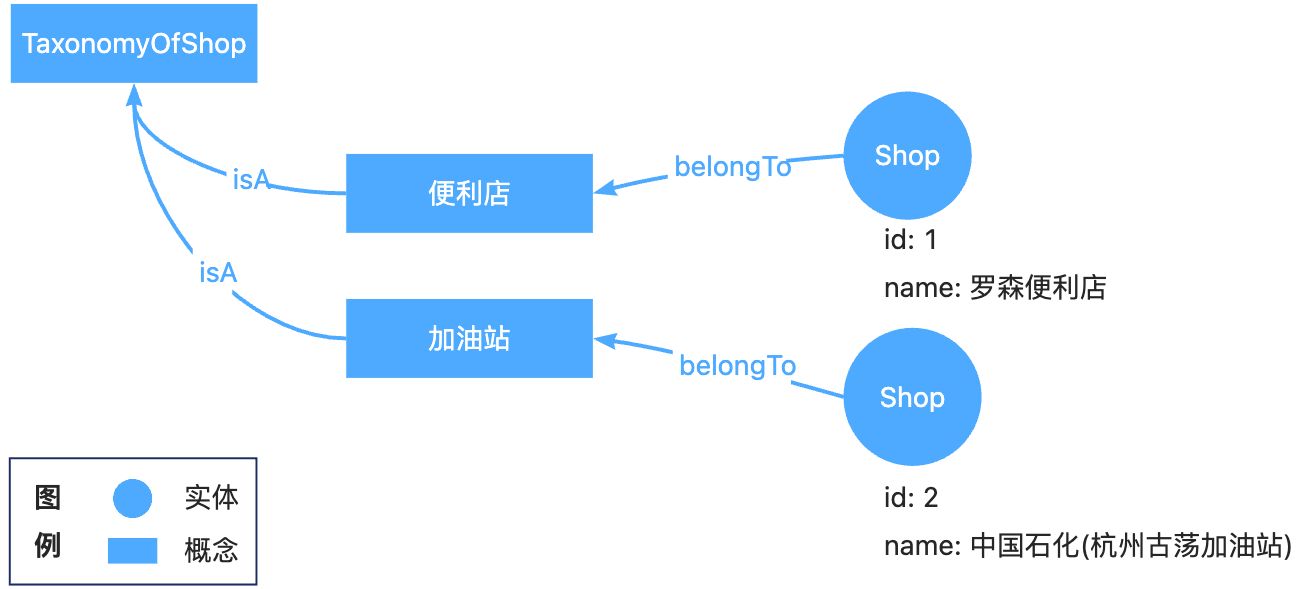 TaxonomyOfShop
isA
便利店
belongTo
Shop
id: 1
name: 罗森便利店
isA
加油站
belongTo
Shop
id: 2
name: 中国石化(杭州古荡加油站)
图例
实体
概念